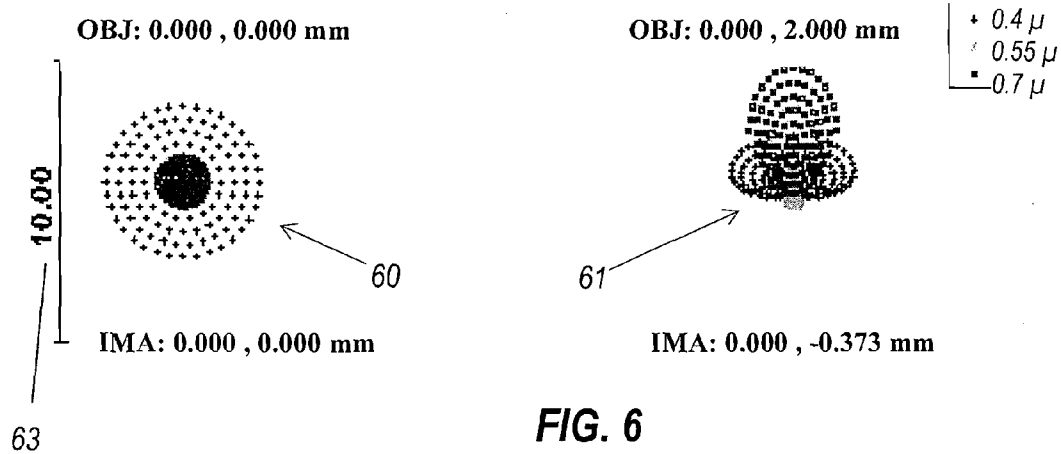 OBJ: 0.000 , 0.000 mm
OBJ: 0.000 , 2.000 mm
0.4 µ
0.55 µ
0.7 µ
10.00
60
61
IMA: 0.000 , 0.000 mm
IMA: 0.000 , -0.373 mm
63
FIG. 6